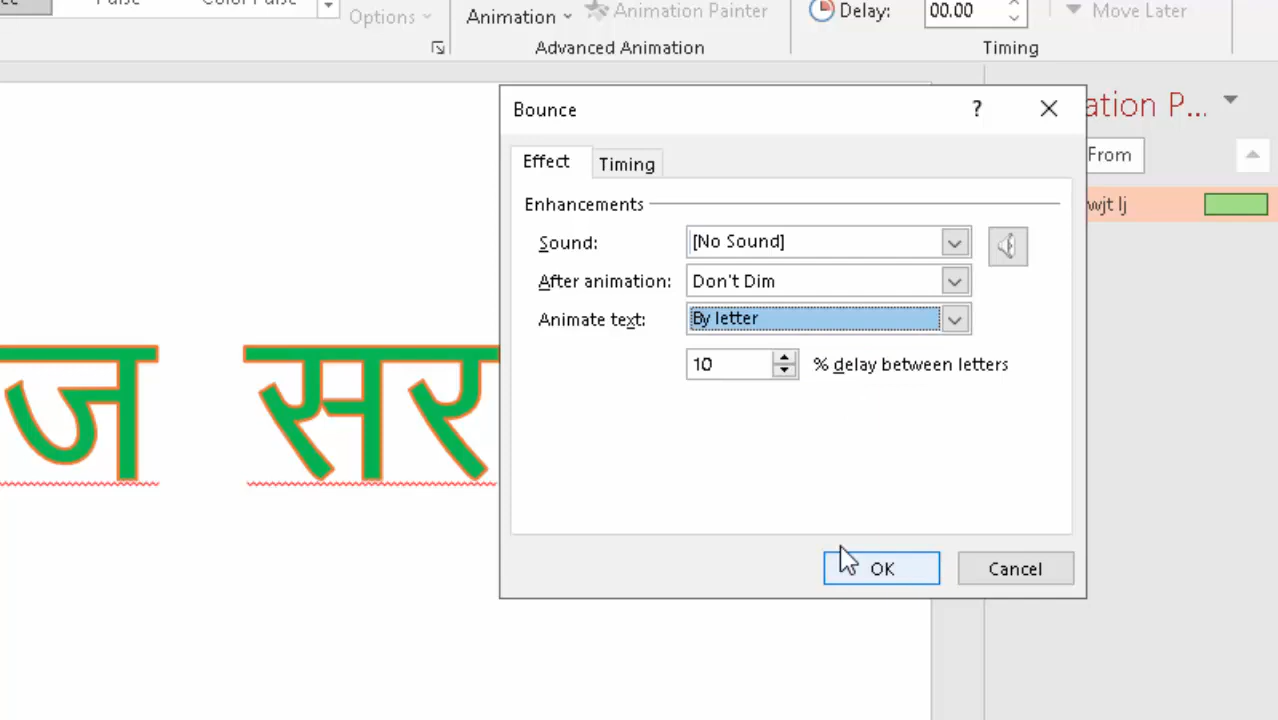 Options
Animation
Animation Painter
Delay:
00.00
Move Later
Advanced Animation
Timing
Bounce
?
ation P...
Effect
Timing
From
Enhancements
wjt lj
Sound:
[No Sound]
After animation:
Don't Dim
Animate text:
By letter
10
% delay between letters
ज सर
OK
Cancel